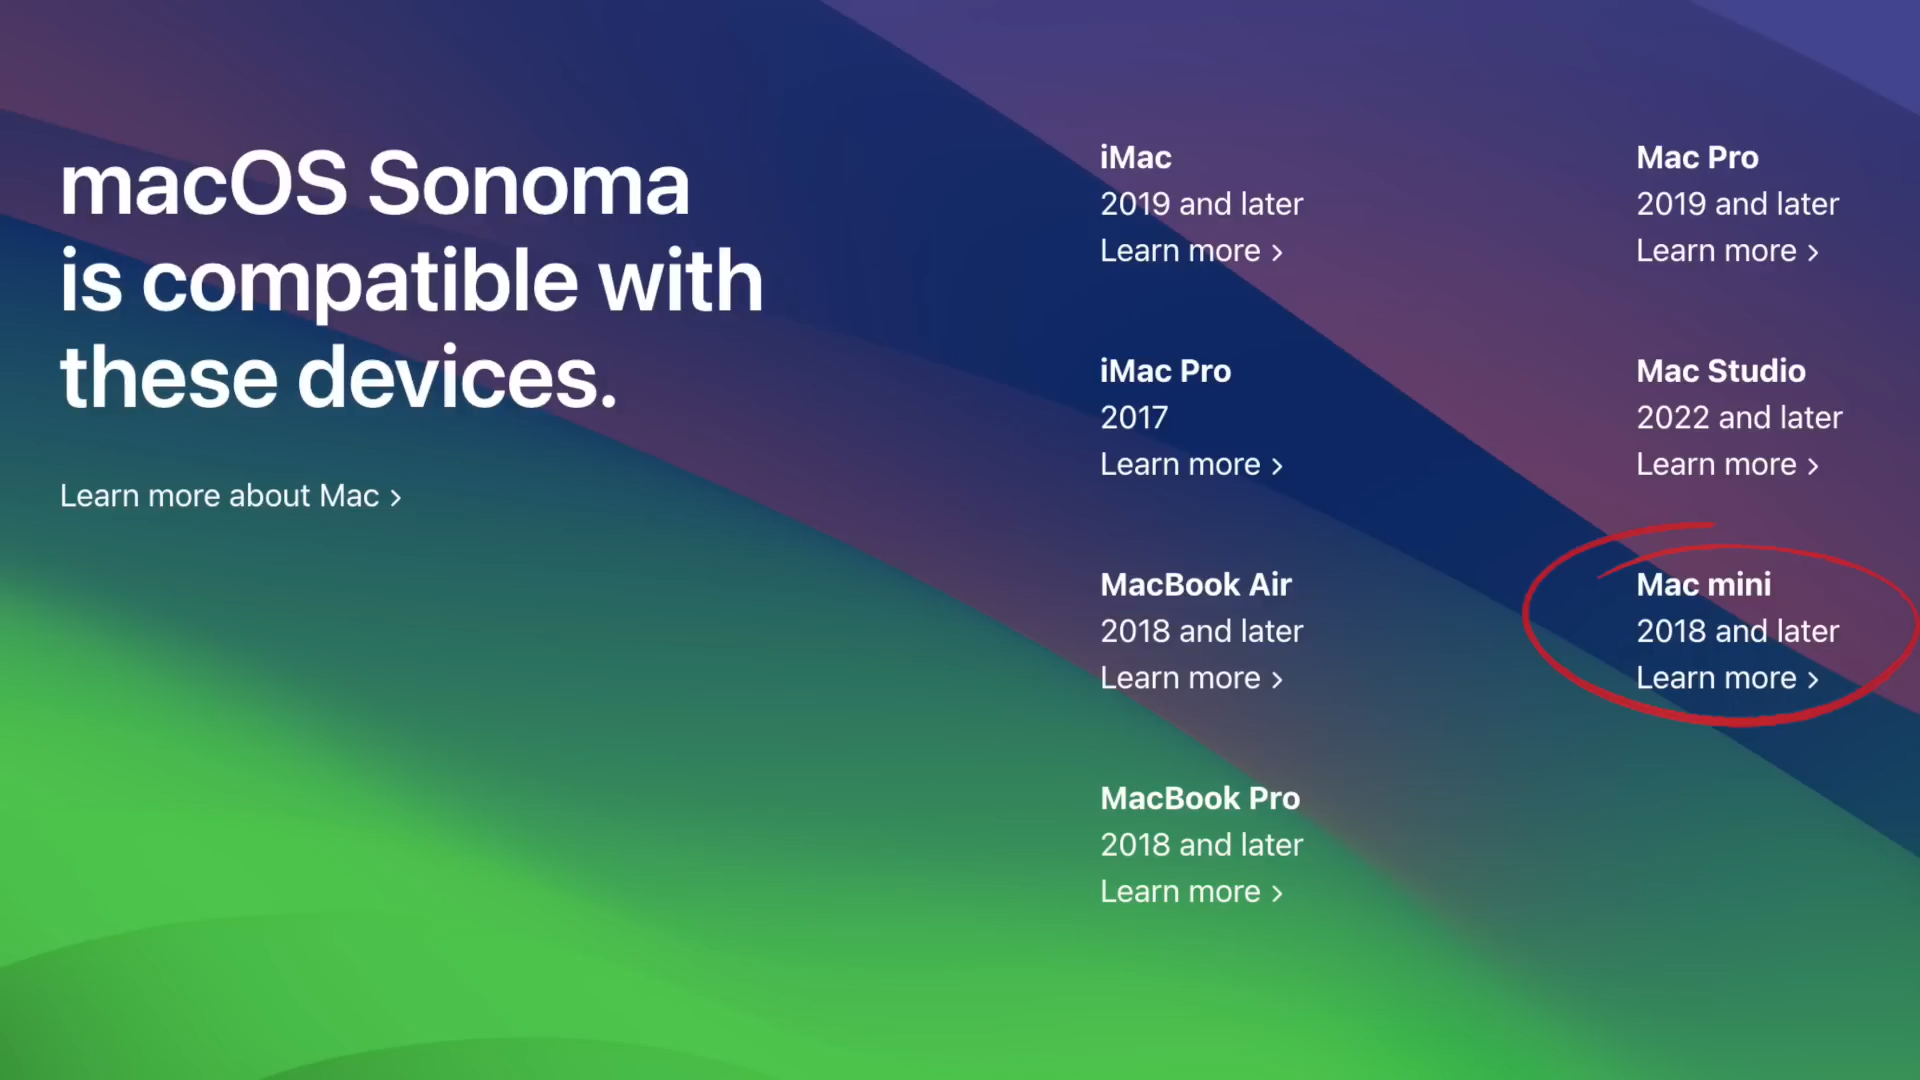 macOS Sonoma
is compatible with
these devices.
Learn more about Mac >
iMac
2019 and later
Learn more >
iMac Pro
2017
Learn more >
MacBook Air
2018 and later
Learn more >
MacBook Pro
2018 and later
Learn more >
Mac Pro
2019 and later
Learn more >
Mac Studio
2022 and later
Learn more >
Mac mini
2018 and later
Learn more >